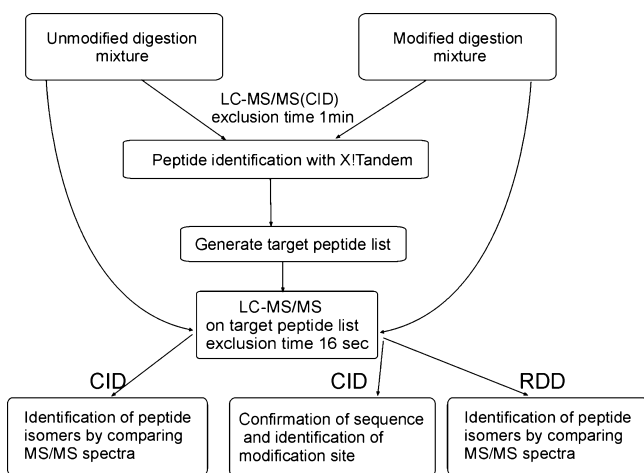 Unmodified digestion
mixture
Modified digestion
mixture
LC-MS/MS(CID)
exclusion time 1min
Peptide identification with X!Tandem
Generate target peptide list
LC-MS/MS
on target peptide list
exclusion time 16 sec
CID
CID
RDD
Identification of peptide
isomers by comparing
MS/MS spectra
Confirmation of sequence
and identification of
modification site
Identification of peptide
isomers by comparing
MS/MS spectra